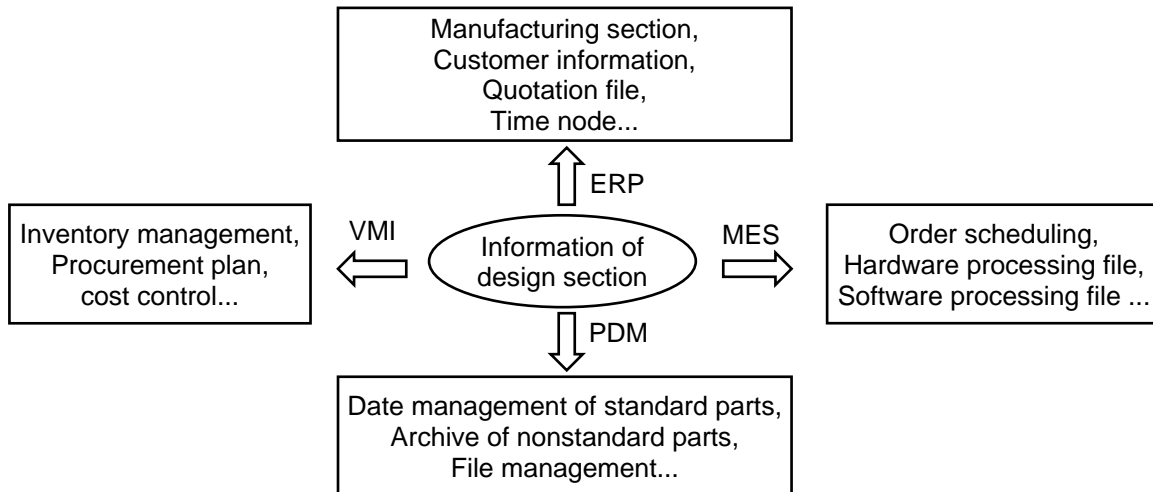 Manufacturing section,
Customer information,
Quotation file,
Time node...
ERP
VMI
Inventory management,
Procurement plan,
cost control...
Information of
design section
MES
Order scheduling,
Hardware processing file,
Software processing file ...
PDM
Date management of standard parts,
Archive of nonstandard parts,
File management...